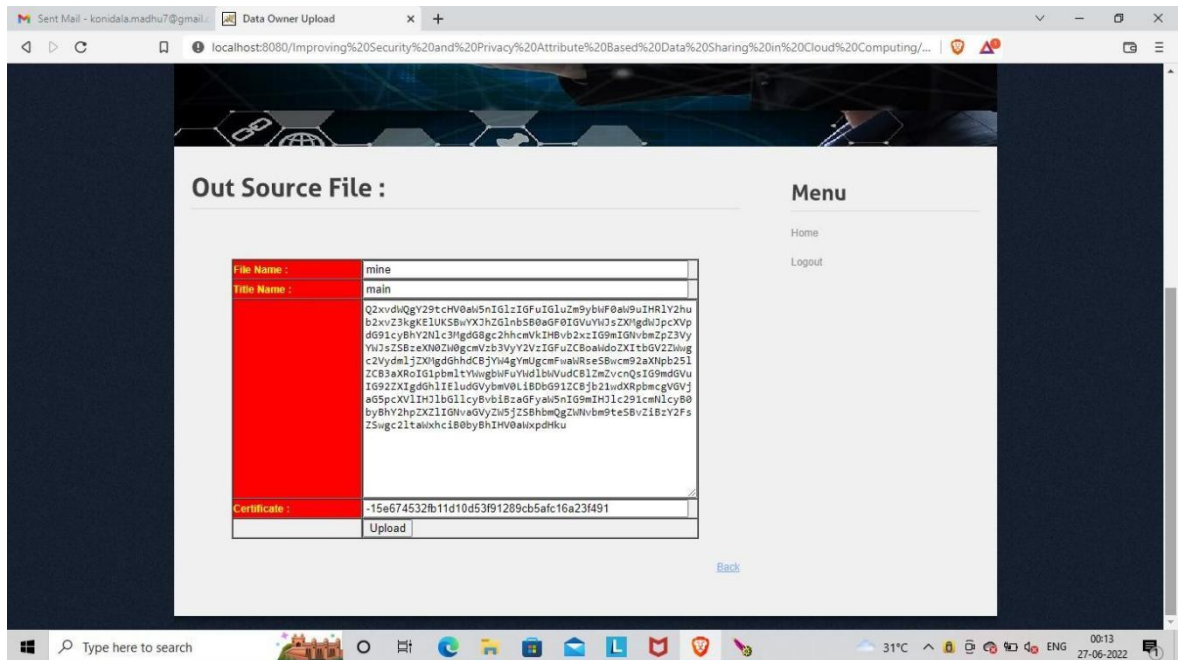 Sent Mail - konidala.madhu7@gmail.c
Data Owner Upload
localhost:8080/Improving%20Security%20and%20Privacy%20Attribute%20Based%20Data%20Sharing%20in%20Cloud%20Computing/...
Out Source File :
Menu
Home
Logout
File Name :
mine
Title Name :
main
Q2xvdWQgY29tcHV0aW5nIGlzIGFuIGluZm9ybWF0aW9uIHRlY2hu
b2xvZ3kgKElUKSBwYXJhZGlnbSB0aGF0IGVuYWJsZXMgdWJpcXVp
dG91cyBhY2Nlc3MgdG8gc2hhcmVkIHBvb2xzIG9mIGNvbmZpZ3Vy
YWJsZSBzeXN0ZW0gcmVzb3VyY2VzIGFuZCBoaWdoZXItbGV2ZWwg
c2VydmljZXMgdGhhdCBjYW4gYmUgcmFwaWRseSBwcm92aXNpb25l
ZCB3aXRoIG1pbmltYWwgbWFuYWdlbWVudCBlZmZvcnQsIG9mdGVu
IG92ZXIgdGhlIEludGVybmV0LiBDbG91ZCBjb21wdXRpbmcgVGVj
aG5pcXVlIHJlbGllcyBvbiBzaGFyaW5nIG9mIHJlc291cmNlcyB0
byBhY2hpZXZlIGNvaGVyZW5jZSBhbmQgZWNvbm9teSBvZiBzY2Fs
ZSwgc2ltaWxhciB0byBhIHV0aWxpdHku
Certificate :
-15e674532fb11d10d53f91289cb5afc16a23f491
Upload
Back
Type here to search
31°C
ENG
00:13
27-06-2022